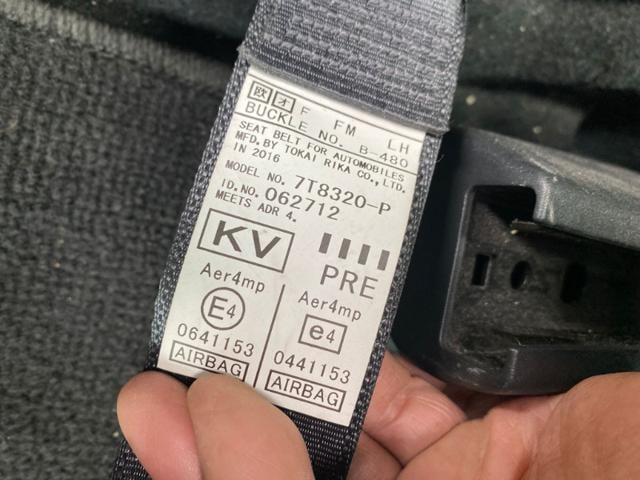 欧 オ F FM LH
BUCKLE NO. B-480
SEAT BELT FOR AUTOMOBILES
MFD. BY TOKAI RIKA CO., LTD.
IN 2016
MODEL NO. 7T8320-P
ID. NO. 062712
MEETS ADR 4.
KV
PRE
Aer4mp
E4
0641153
AIRBAG
Aer4mp
e4
0441153
AIRBAG